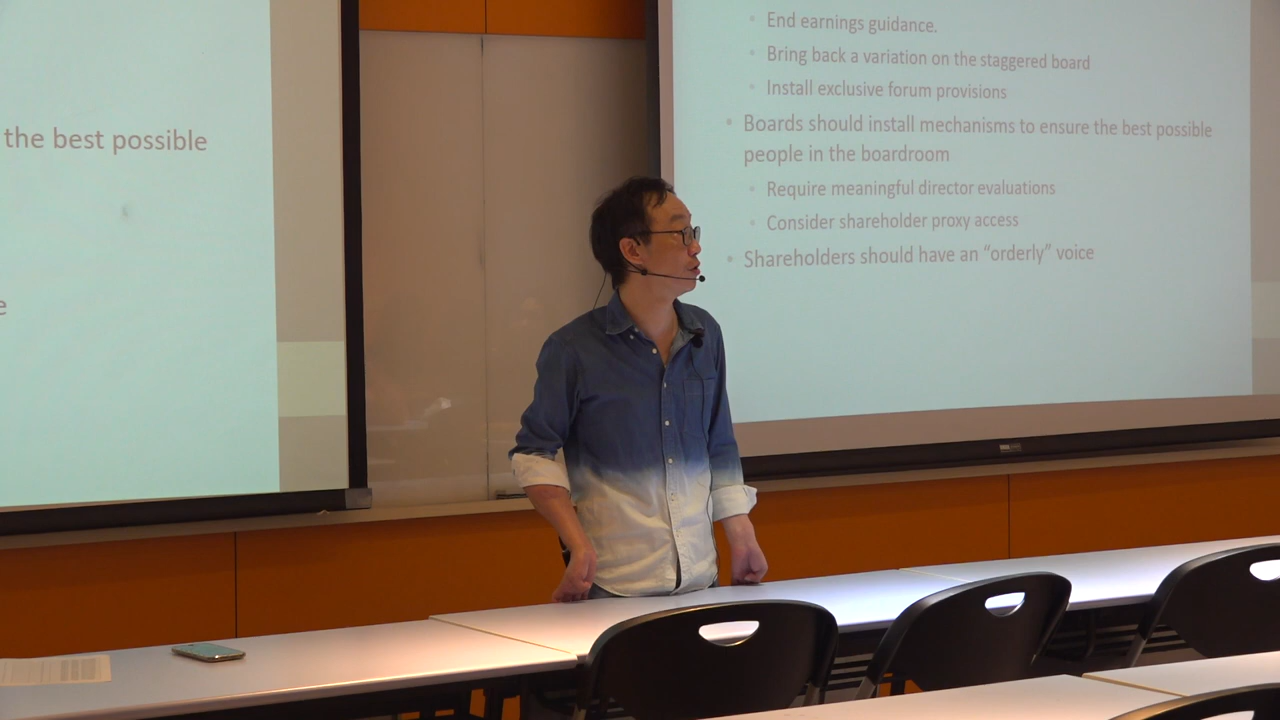 the best possible
e
End earnings guidance.
Bring back a variation on the staggered board
Install exclusive forum provisions
Boards should install mechanisms to ensure the best possible
people in the boardroom
Require meaningful director evaluations
Consider shareholder proxy access
Shareholders should have an “orderly” voice